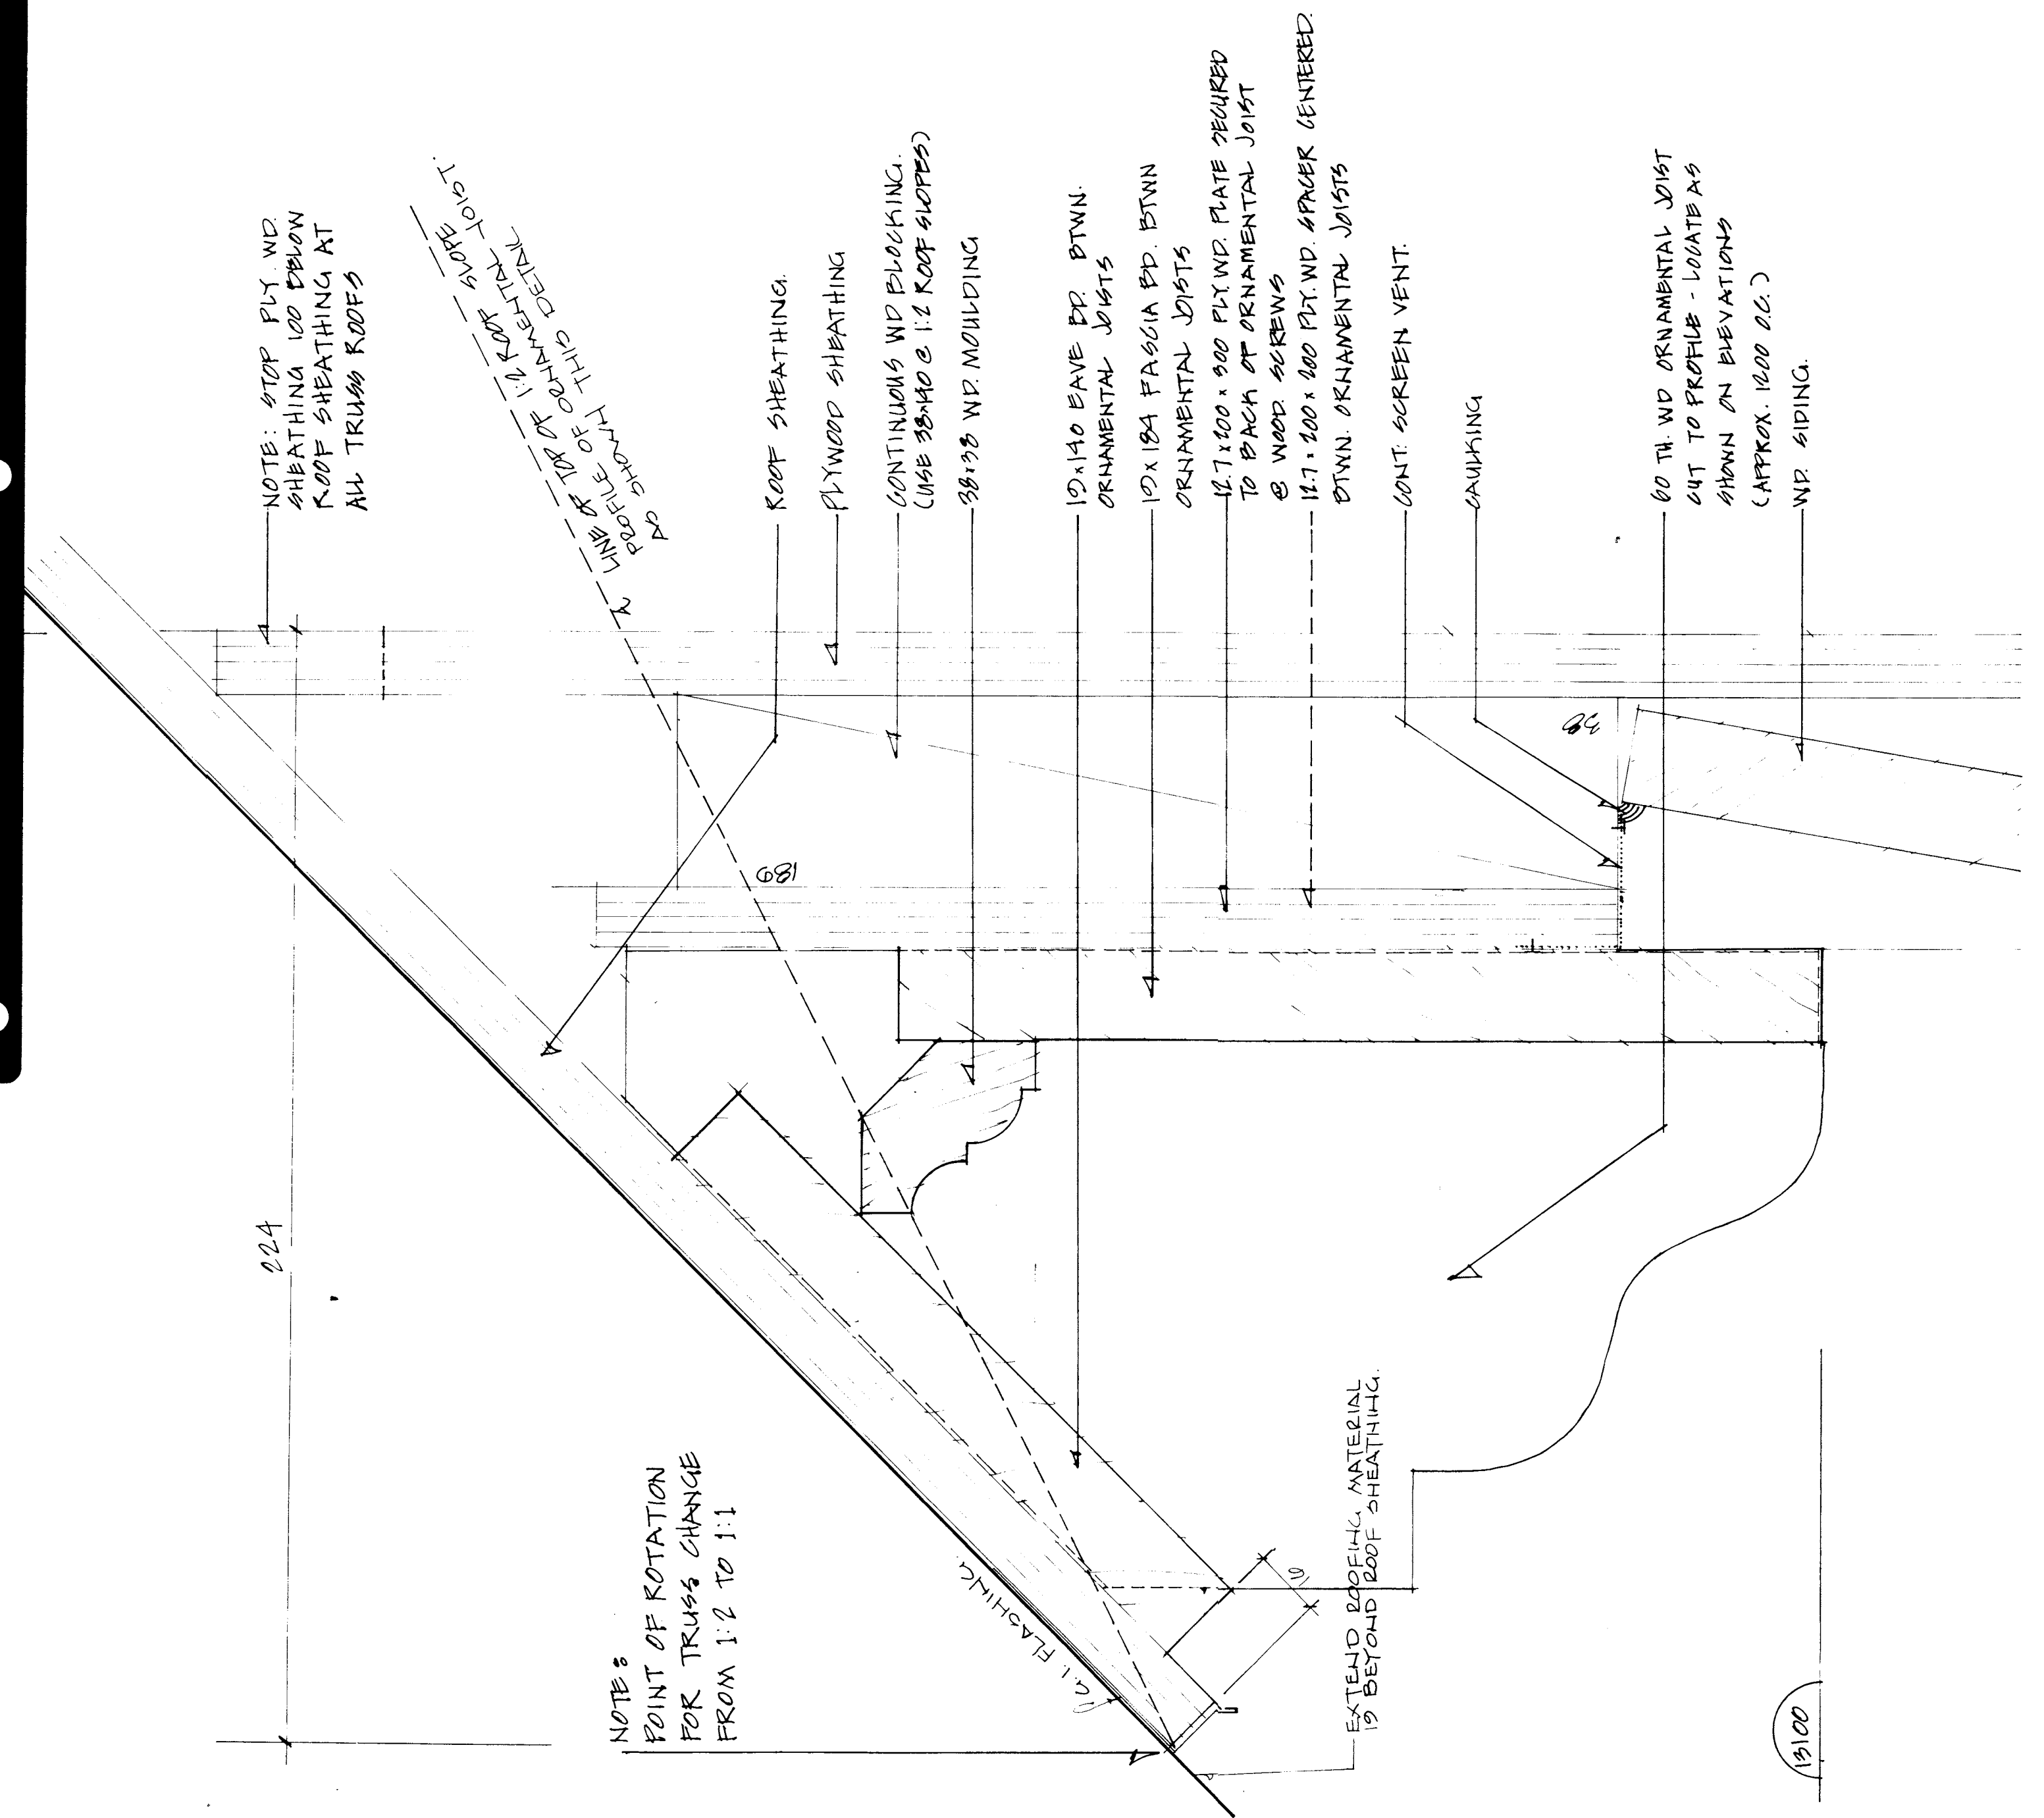 NOTE: STOP PLY. WD.
SHEATHING 100 BELOW
ROOF SHEATHING AT
ALL TRUSS ROOFS
LINE OF TOP OF 1:2 ROOF SLOPE
PROFILE OF ORNAMENTAL JOIST.
AS SHOWN THIS DETAIL
ROOF SHEATHING.
PLYWOOD SHEATHING
CONTINUOUS WD BLOCKING.
(USE 38x140 @ 1:2 ROOF SLOPES)
38x38 WD. MOULDING
19x140 EAVE BD. BTWN.
ORNAMENTAL JOISTS
19x184 FASCIA BD. BTWN
ORNAMENTAL JOISTS
12.7x200x300 PLY.WD. PLATE SECURED
TO BACK OF ORNAMENTAL JOIST
@ WOOD. SCREWS
12.7x200x200 PLY.WD. SPACER CENTERED.
BTWN. ORNAMENTAL JOISTS
CONT. SCREEN VENT.
CAULKING
60 TH. WD ORNAMENTAL JOIST
CUT TO PROFILE - LOCATE AS
SHOWN ON ELEVATIONS
(APPROX. 1200 O.C.)
WD. SIDING.
38
189
224
NOTE:
POINT OF ROTATION
FOR TRUSS CHANGE
FROM 1:2 TO 1:1
G.I. FLASHING
19
EXTEND ROOFING MATERIAL
19 BEYOND ROOF SHEATHING.
13100